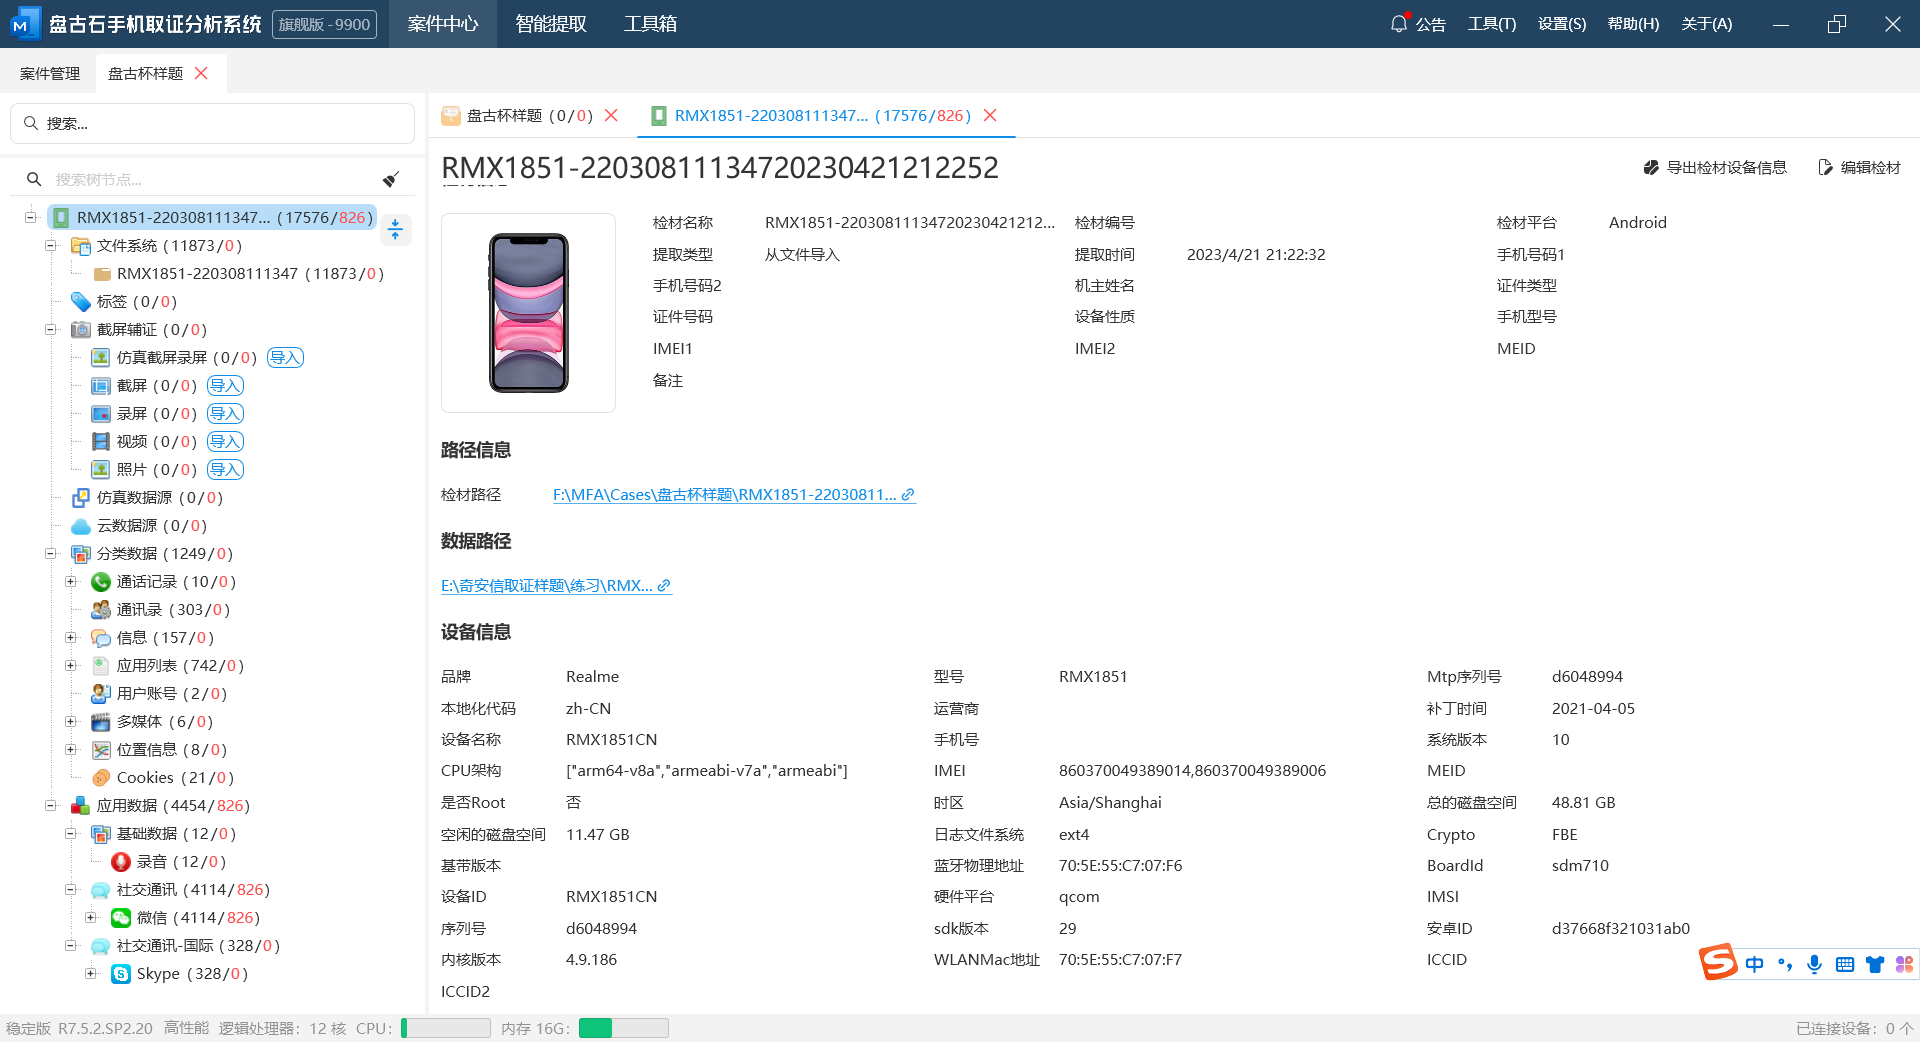 盘古石手机取证分析系统 旗舰版 - 9900 案件中心 智能提取 工具箱 公告 工具(T) 设置(S) 帮助(H) 关于(A)
案件管理 盘古杯样题
搜索...
盘古杯样题 (0/0) RMX1851-220308111347... (17576/826)
RMX1851-22030811134720230421212252 导出检材设备信息 编辑检材
搜索树节点...
RMX1851-220308111347... (17576/826)
文件系统 (11873/0)
RMX1851-220308111347 (11873/0)
标签 (0/0)
截屏辅证 (0/0)
仿真截屏录屏 (0/0) 导入
截屏 (0/0) 导入
录屏 (0/0) 导入
视频 (0/0) 导入
照片 (0/0) 导入
仿真数据源 (0/0)
云数据源 (0/0)
分类数据 (1249/0)
通话记录 (10/0)
通讯录 (303/0)
信息 (157/0)
应用列表 (742/0)
用户账号 (2/0)
多媒体 (6/0)
位置信息 (8/0)
Cookies (21/0)
应用数据 (4454/826)
基础数据 (12/0)
录音 (12/0)
社交通讯 (4114/826)
微信 (4114/826)
社交通讯-国际 (328/0)
Skype (328/0)
检材名称 RMX1851-22030811134720230421212... 检材编号 检材平台 Android
提取类型 从文件导入 提取时间 2023/4/21 21:22:32 手机号码1
手机号码2 机主姓名 证件类型
证件号码 设备性质 手机型号
IMEI1 IMEI2 MEID
备注
路径信息
检材路径 F:\MFA\Cases\盘古杯样题\RMX1851-22030811...
数据路径
E:\奇安信取证样题\练习\RMX...
设备信息
品牌 Realme 型号 RMX1851 Mtp序列号 d6048994
本地化代码 zh-CN 运营商 补丁时间 2021-04-05
设备名称 RMX1851CN 手机号 系统版本 10
CPU架构 ["arm64-v8a","armeabi-v7a","armeabi"] IMEI 860370049389014,860370049389006 MEID
是否Root 否 时区 Asia/Shanghai 总的磁盘空间 48.81 GB
空闲的磁盘空间 11.47 GB 日志文件系统 ext4 Crypto FBE
基带版本 蓝牙物理地址 70:5E:55:C7:07:F6 BoardId sdm710
设备ID RMX1851CN 硬件平台 qcom IMSI
序列号 d6048994 sdk版本 29 安卓ID d37668f321031ab0
内核版本 4.9.186 WLANMac地址 70:5E:55:C7:07:F7 ICCID
ICCID2
中
稳定版 R7.5.2.SP2.20 高性能 逻辑处理器: 12 核 CPU: 内存 16G: 已连接设备: 0 个